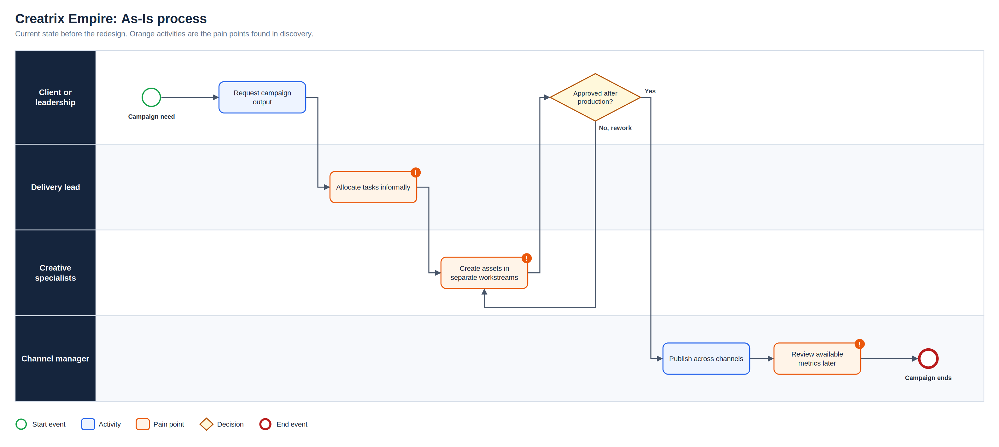 Creatrix Empire: As-Is process
Current state before the redesign. Orange activities are the pain points found in discovery.
Client or
leadership
Campaign need
Request campaign
output
Approved after
production?
Yes
No, rework
Delivery lead
Allocate tasks informally
!
Creative
specialists
Create assets in
separate workstreams
!
Channel manager
Publish across channels
Review available
metrics later
!
Campaign ends
Start event
Activity
Pain point
Decision
End event